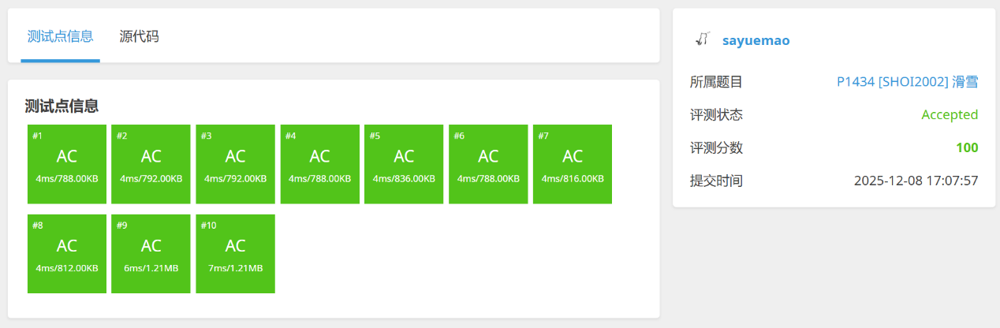 测试点信息 源代码
测试点信息
#1 #2 #3 #4 #5 #6 #7
AC AC AC AC AC AC AC
4ms/788.00KB 4ms/792.00KB 4ms/792.00KB 4ms/788.00KB 4ms/836.00KB 4ms/788.00KB 4ms/816.00KB
#8 #9 #10
AC AC AC
4ms/812.00KB 6ms/1.21MB 7ms/1.21MB
sayuemao
所属题目 P1434 [SHOI2002] 滑雪
评测状态 Accepted
评测分数 100
提交时间 2025-12-08 17:07:57